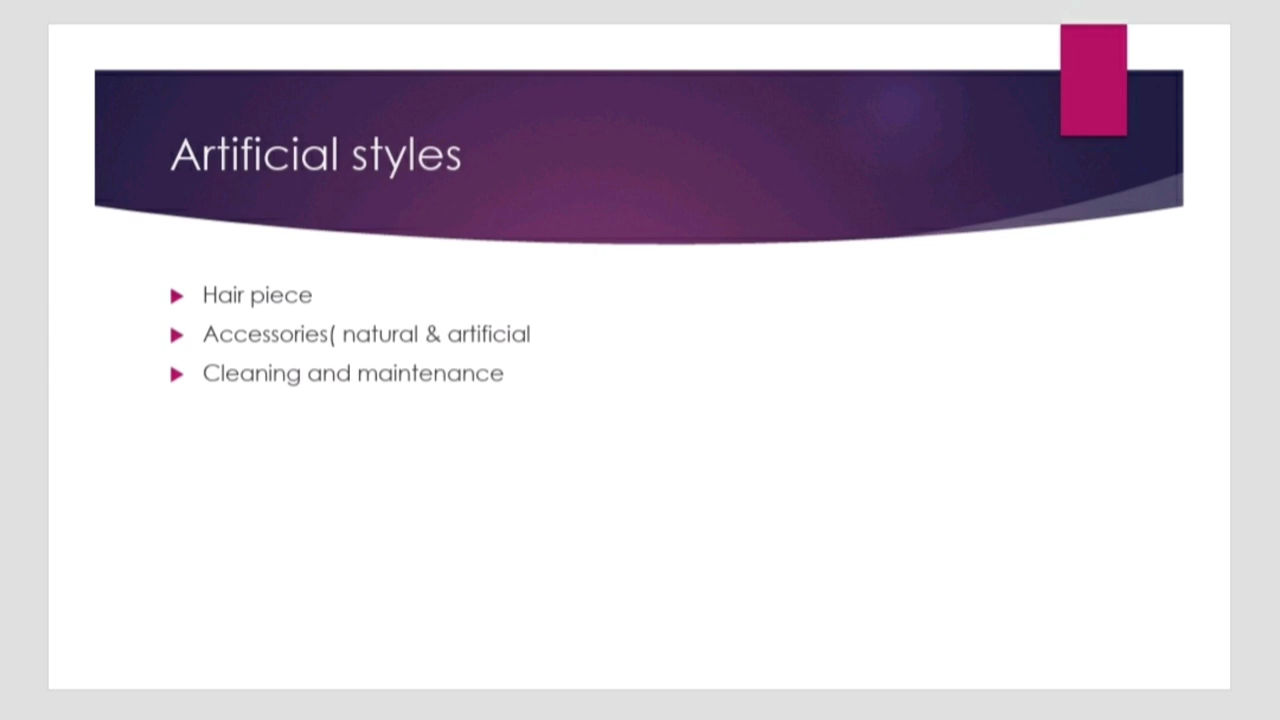 Artificial styles
Hair piece
Accessories( natural & artificial
Cleaning and maintenance